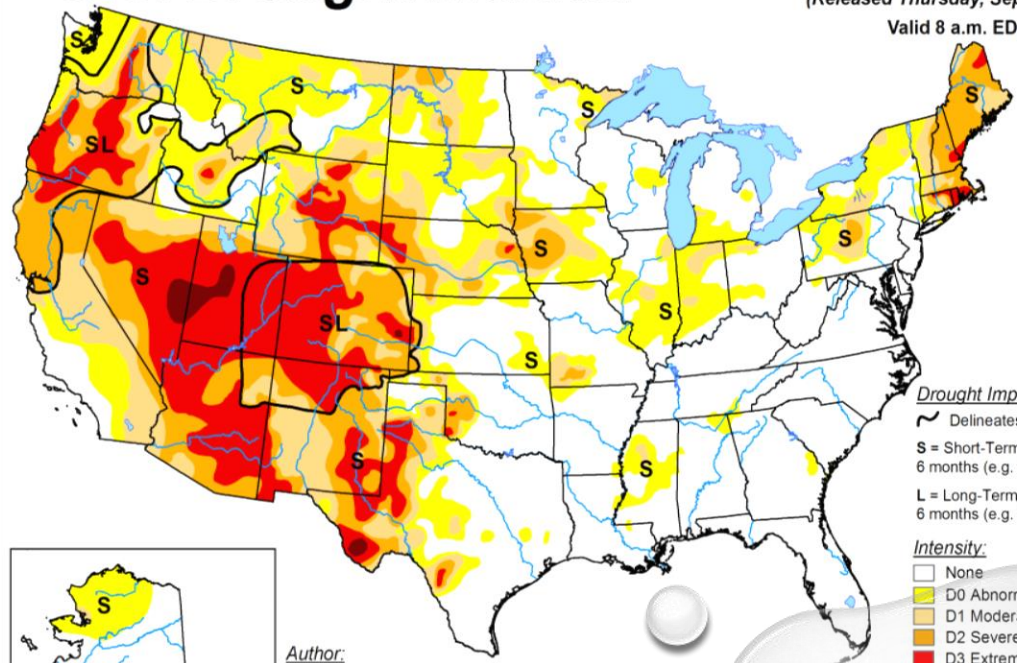 (Released Thursday, Sep
Valid 8 a.m. ED
S
S
S
S
SL
S
S
SL
S
S
S
S
S
S
Drought Imp
Delineates
S = Short-Term
6 months (e.g.
L = Long-Term
6 months (e.g.
Intensity:
None
D0 Abnorm
D1 Modera
D2 Severe
D3 Extrem
S
Author: